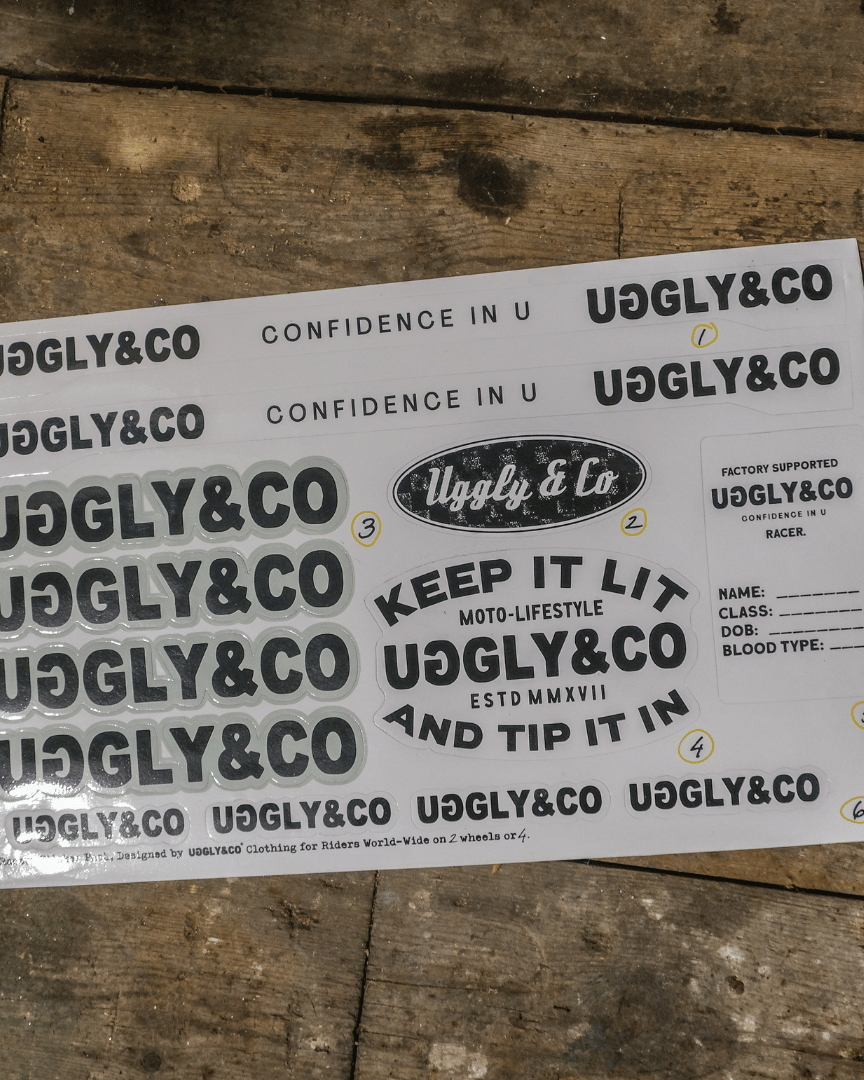 UGGLY&CO CONFIDENCE IN U UGGLY&CO
1
UGGLY&CO CONFIDENCE IN U UGGLY&CO
UGGLY&CO
UGGLY&CO
UGGLY&CO
UGGLY&CO
3
Uggly & Co
2
KEEP IT LIT
MOTO-LIFESTYLE
UGGLY&CO
ESTD MMXVII
AND TIP IT IN
4
FACTORY SUPPORTED
UGGLY&CO
CONFIDENCE IN U
RACER.
NAME:
CLASS:
DOB:
BLOOD TYPE:
UGGLY&CO UGGLY&CO UGGLY&CO UGGLY&CO
6
Designed by UGGLY&CO Clothing for Riders World-Wide on 2 wheels or 4.